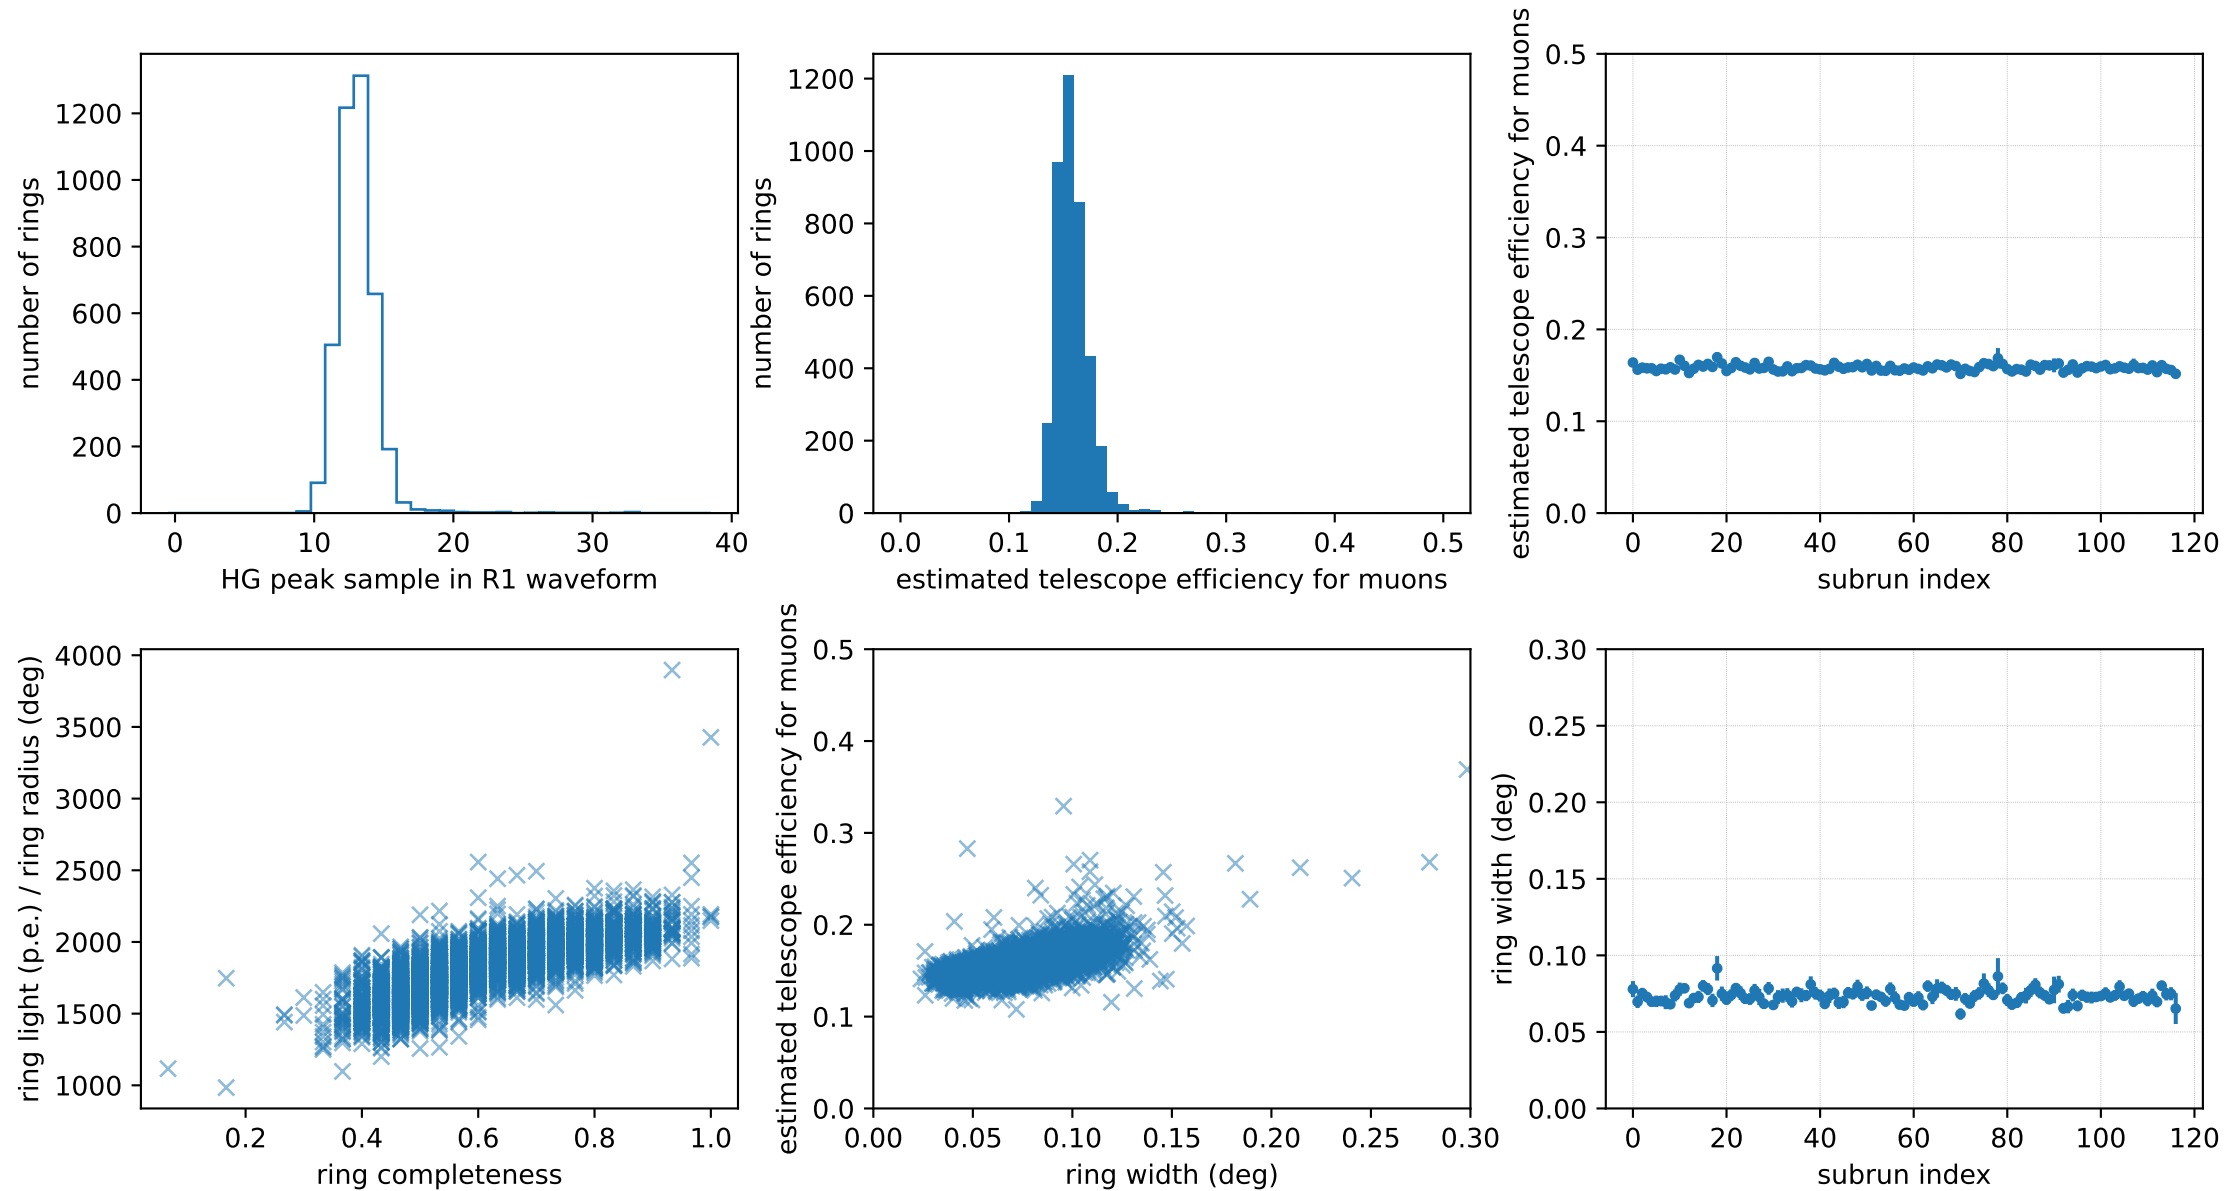 number of rings
1200
1000
800
600
400
200
0
0 10 20 30 40
HG peak sample in R1 waveform
number of rings
1200
1000
800
600
400
200
0
0.0 0.1 0.2 0.3 0.4 0.5
estimated telescope efficiency for muons
estimated telescope efficiency for muons
0.5
0.4
0.3
0.2
0.1
0.0
0 20 40 60 80 100 120
subrun index
ring light (p.e.) / ring radius (deg)
4000
3500
3000
2500
2000
1500
1000
0.2 0.4 0.6 0.8 1.0
ring completeness
estimated telescope efficiency for muons
0.5
0.4
0.3
0.2
0.1
0.0
0.00 0.05 0.10 0.15 0.20 0.25 0.30
ring width (deg)
ring width (deg)
0.30
0.25
0.20
0.15
0.10
0.05
0.00
0 20 40 60 80 100 120
subrun index